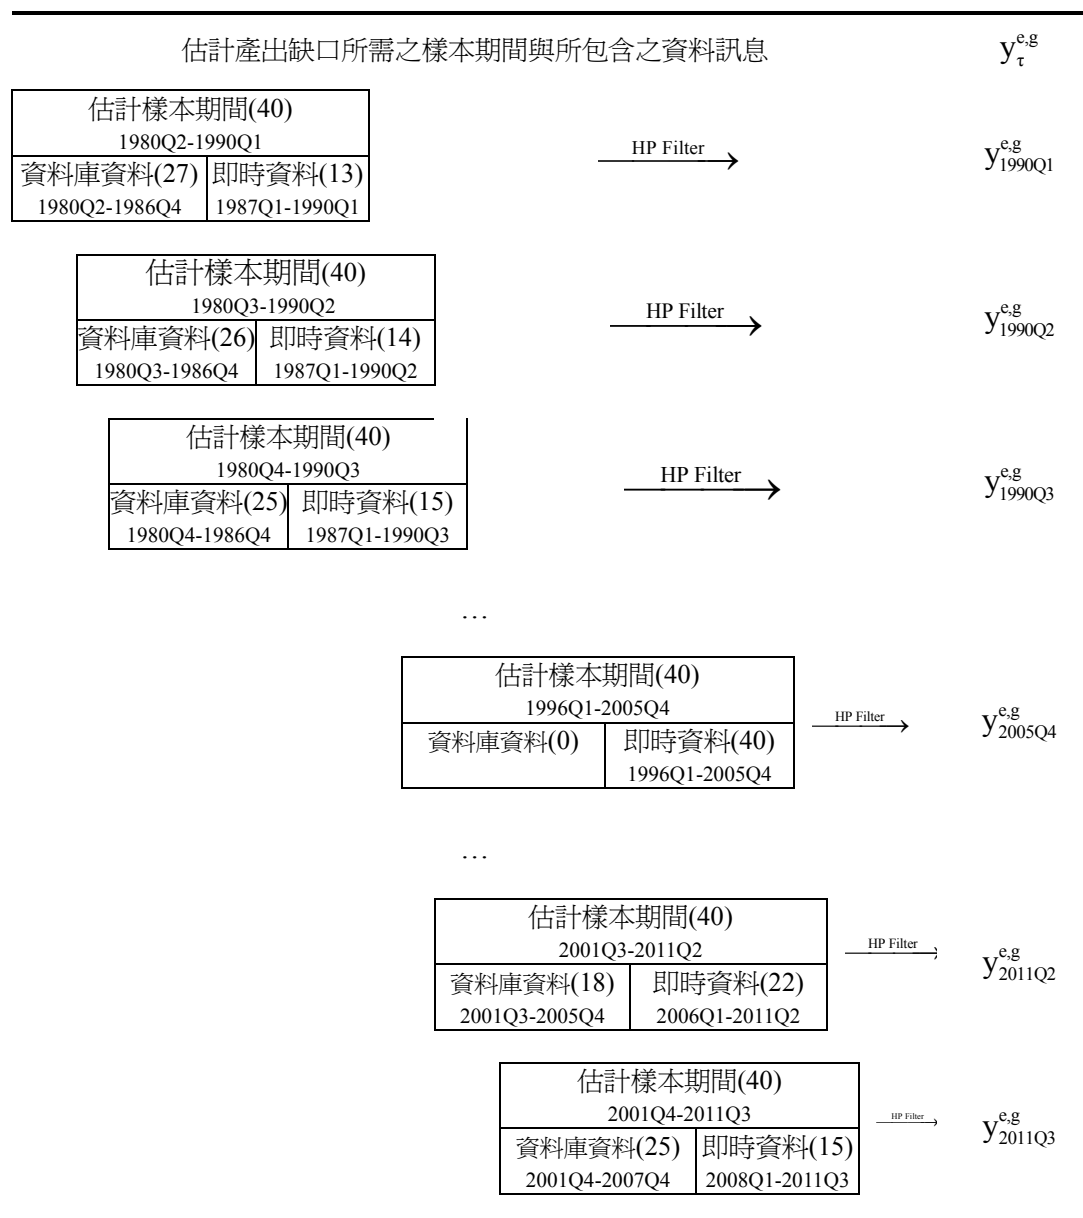 估計產出缺口所需之樣本期間與所包含之資料訊息 y_τ^{e,g}
估計樣本期間(40)
1980Q2-1990Q1
資料庫資料(27) 即時資料(13)
1980Q2-1986Q4 1987Q1-1990Q1
HP Filter
y_{1990Q1}^{e,g}
估計樣本期間(40)
1980Q3-1990Q2
資料庫資料(26) 即時資料(14)
1980Q3-1986Q4 1987Q1-1990Q2
HP Filter
y_{1990Q2}^{e,g}
估計樣本期間(40)
1980Q4-1990Q3
資料庫資料(25) 即時資料(15)
1980Q4-1986Q4 1987Q1-1990Q3
HP Filter
y_{1990Q3}^{e,g}
…
估計樣本期間(40)
1996Q1-2005Q4
資料庫資料(0) 即時資料(40)
1996Q1-2005Q4
HP Filter
y_{2005Q4}^{e,g}
…
估計樣本期間(40)
2001Q3-2011Q2
資料庫資料(18) 即時資料(22)
2001Q3-2005Q4 2006Q1-2011Q2
HP Filter
y_{2011Q2}^{e,g}
估計樣本期間(40)
2001Q4-2011Q3
資料庫資料(25) 即時資料(15)
2001Q4-2007Q4 2008Q1-2011Q3
HP Filter
y_{2011Q3}^{e,g}